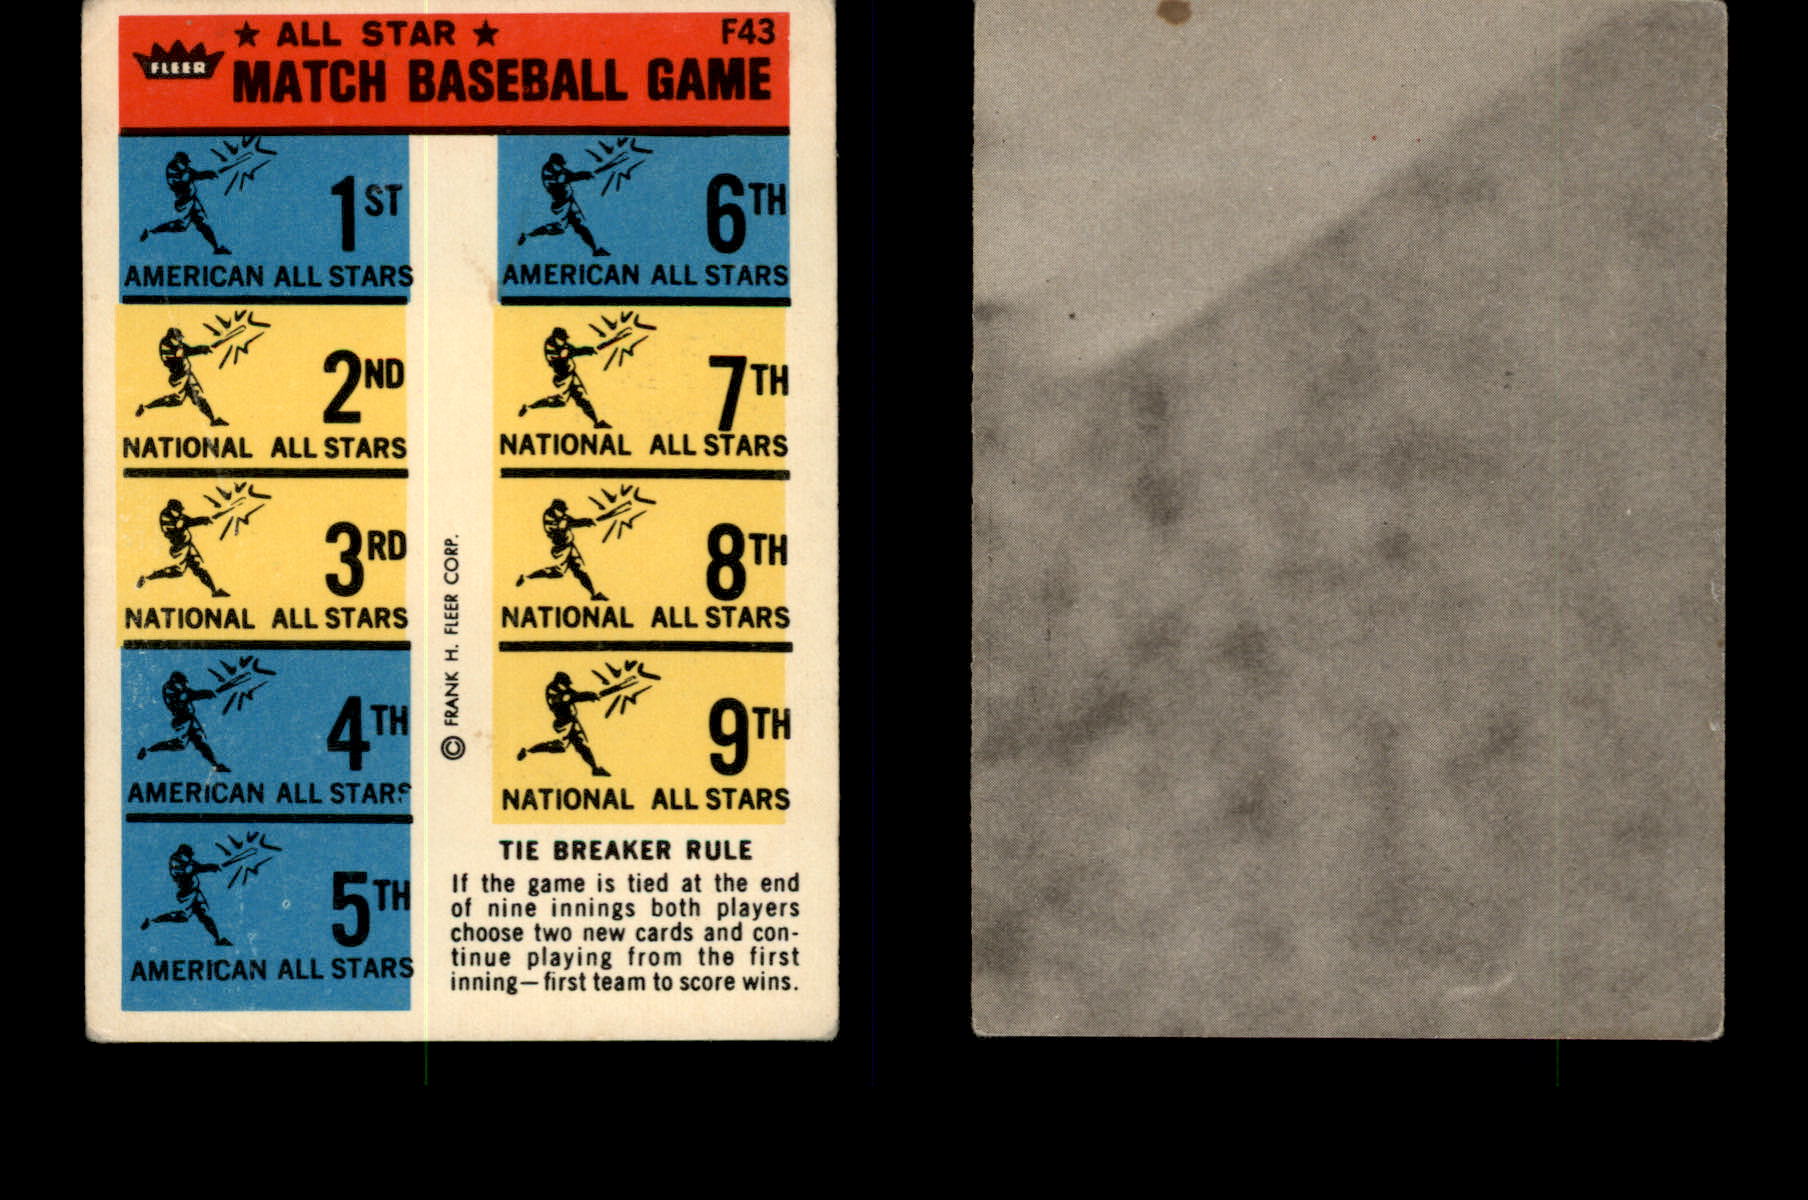 ★ ALL STAR ★
F43
FLEER
MATCH BASEBALL GAME
1ST
AMERICAN ALL STARS
2ND
NATIONAL ALL STARS
3RD
NATIONAL ALL STARS
4TH
AMERICAN ALL STARS
5TH
AMERICAN ALL STARS
© FRANK H. FLEER CORP.
6TH
AMERICAN ALL STARS
7TH
NATIONAL ALL STARS
8TH
NATIONAL ALL STARS
9TH
NATIONAL ALL STARS
TIE BREAKER RULE
If the game is tied at the end
of nine innings both players
choose two new cards and con-
tinue playing from the first
inning—first team to score wins.